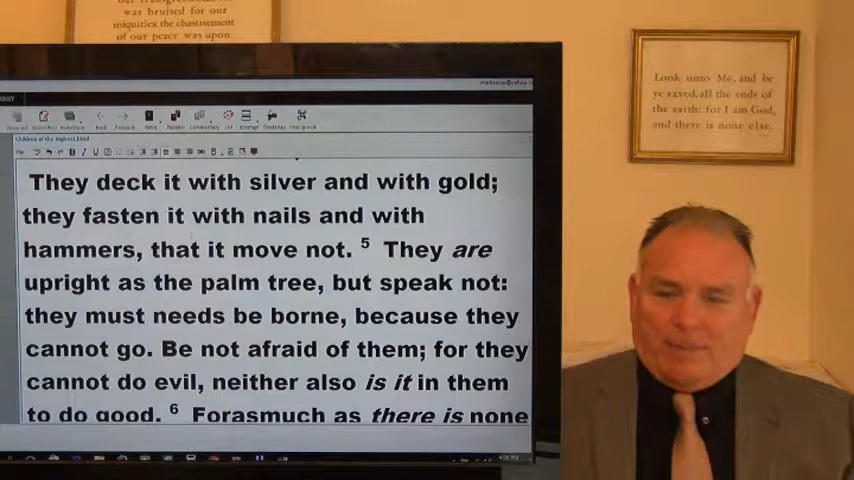 our transgressions, He
was bruised for our
iniquities the chastisement
of our peace was upon
Look unto Me, and be
ye saved, all the ends of
the earth: for I am God,
and there is none else.
They deck it with silver and with gold;
they fasten it with nails and with
hammers, that it move not. 5 They are
upright as the palm tree, but speak not:
they must needs be borne, because they
cannot go. Be not afraid of them; for they
cannot do evil, neither also is it in them
to do good. 6 Forasmuch as there is none